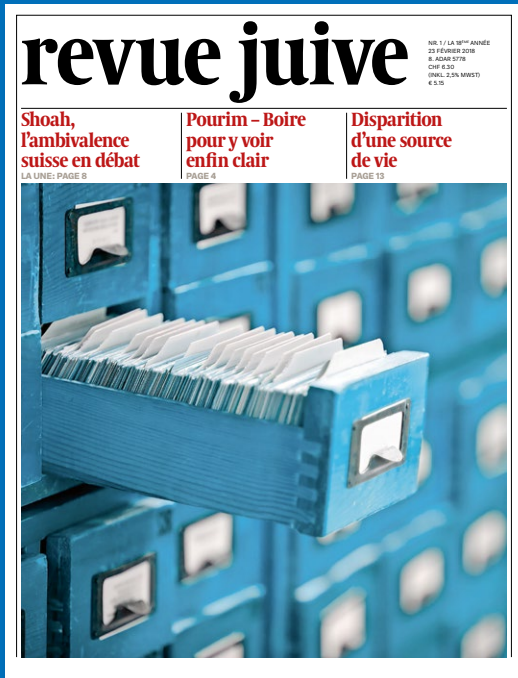 revue juive
NR. 1 / LA 18ÈME ANNÉE
23 FÉVRIER 2018
8. ADAR 5778
CHF 6.30
(INKL. 2,5% MWST)
€ 5.15
Shoah,
l’ambivalence
suisse en débat
LA UNE: PAGE 8
Pourim – Boire
pour y voir
enfin clair
PAGE 4
Disparition
d’une source
de vie
PAGE 13